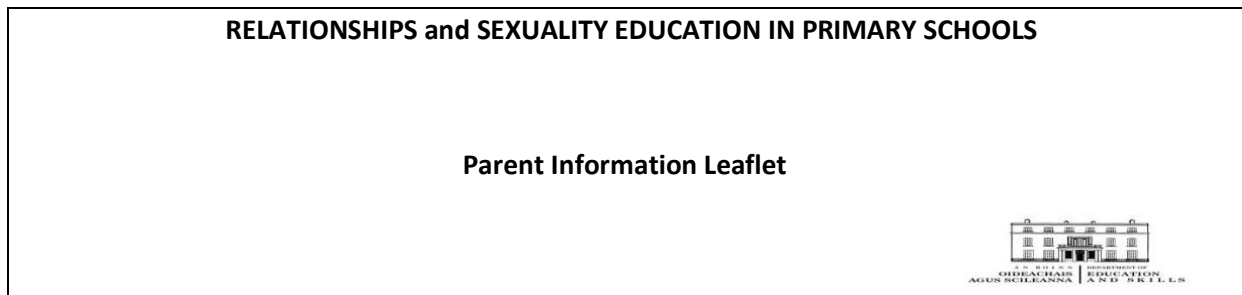 RELATIONSHIPS and SEXUALITY EDUCATION IN PRIMARY SCHOOLS
Parent Information Leaflet
AN ROINN
OIDEACHAIS
AGUS SCILEANNA
DEPARTMENT OF
EDUCATION
AND SKILLS